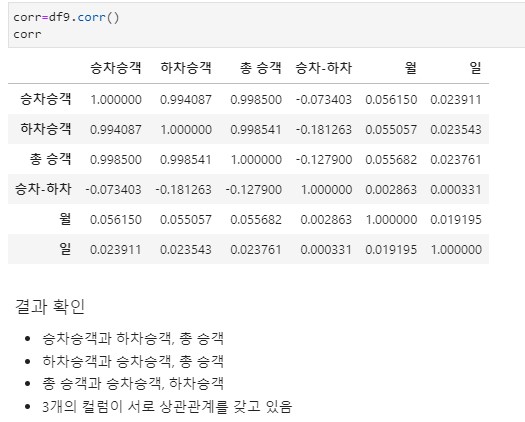 corr=df9.corr()
corr
승차승객 하차승객 총 승객 승차-하차 월 일
승차승객 1.000000 0.994087 0.998500 -0.073403 0.056150 0.023911
하차승객 0.994087 1.000000 0.998541 -0.181263 0.055057 0.023543
총 승객 0.998500 0.998541 1.000000 -0.127900 0.055682 0.023761
승차-하차 -0.073403 -0.181263 -0.127900 1.000000 0.002863 0.000331
월 0.056150 0.055057 0.055682 0.002863 1.000000 0.019195
일 0.023911 0.023543 0.023761 0.000331 0.019195 1.000000
결과 확인
• 승차승객과 하차승객, 총 승객
• 하차승객과 승차승객, 총 승객
• 총 승객과 승차승객, 하차승객
• 3개의 컬럼이 서로 상관관계를 갖고 있음